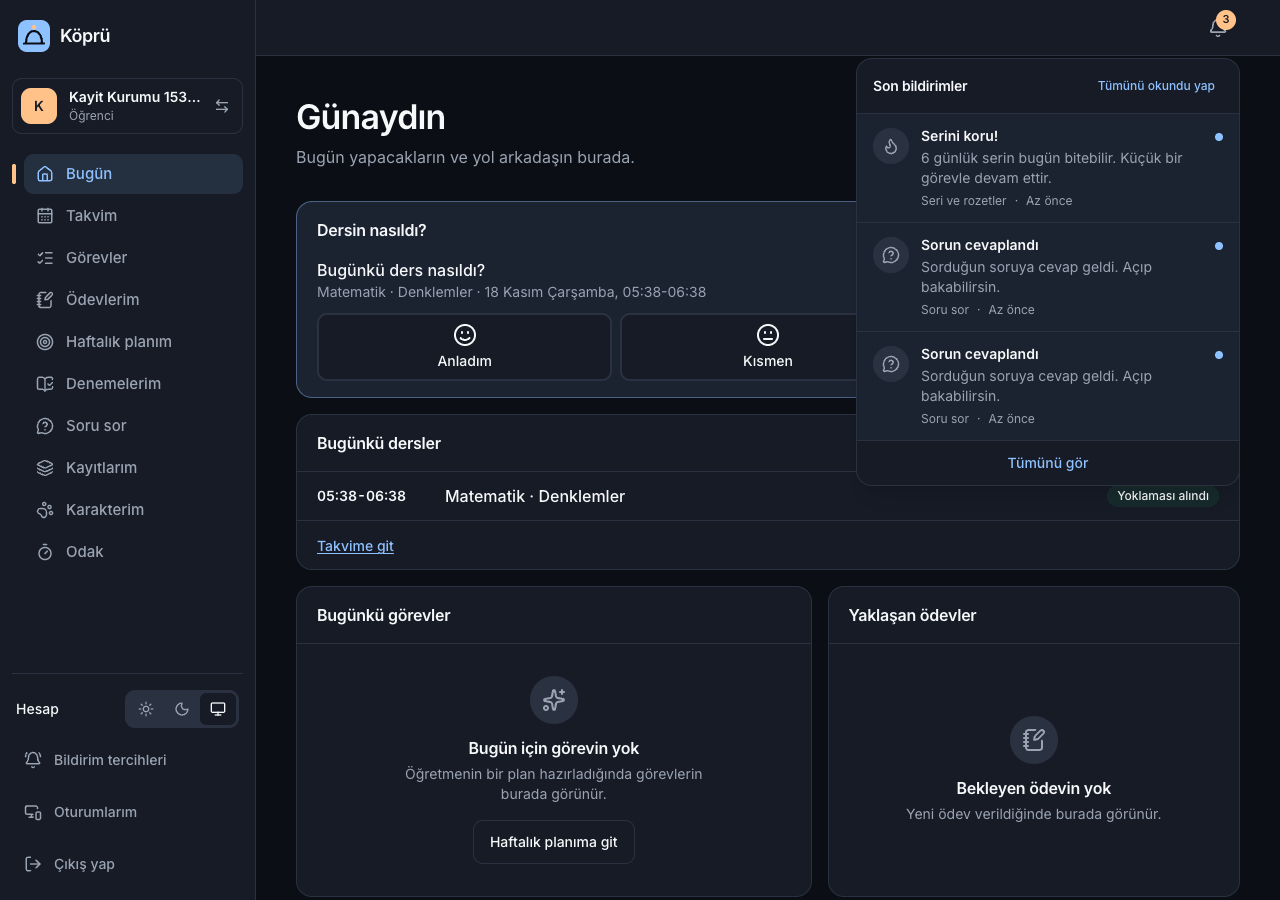 Köprü
K
Kayit Kurumu 153...
Öğrenci
Bugün
Takvim
Görevler
Ödevlerim
Haftalık planım
Denemelerim
Soru sor
Kayıtlarım
Karakterim
Odak
Hesap
Bildirim tercihleri
Oturumlarım
Çıkış yap
3
Günaydın
Bugün yapacakların ve yol arkadaşın burada.
Dersin nasıldı?
Bugünkü ders nasıldı?
Matematik · Denklemler · 18 Kasım Çarşamba, 05:38-06:38
Anladım
Kısmen
Son bildirimler
Tümünü okundu yap
Serini koru!
6 günlük serin bugün bitebilir. Küçük bir
görevle devam ettir.
Seri ve rozetler · Az önce
Sorun cevaplandı
Sorduğun soruya cevap geldi. Açıp
bakabilirsin.
Soru sor · Az önce
Sorun cevaplandı
Sorduğun soruya cevap geldi. Açıp
bakabilirsin.
Soru sor · Az önce
Tümünü gör
Bugünkü dersler
05:38-06:38
Matematik · Denklemler
Yoklaması alındı
Takvime git
Bugünkü görevler
Bugün için görevin yok
Öğretmenin bir plan hazırladığında görevlerin
burada görünür.
Haftalık planıma git
Yaklaşan ödevler
Bekleyen ödevin yok
Yeni ödev verildiğinde burada görünür.